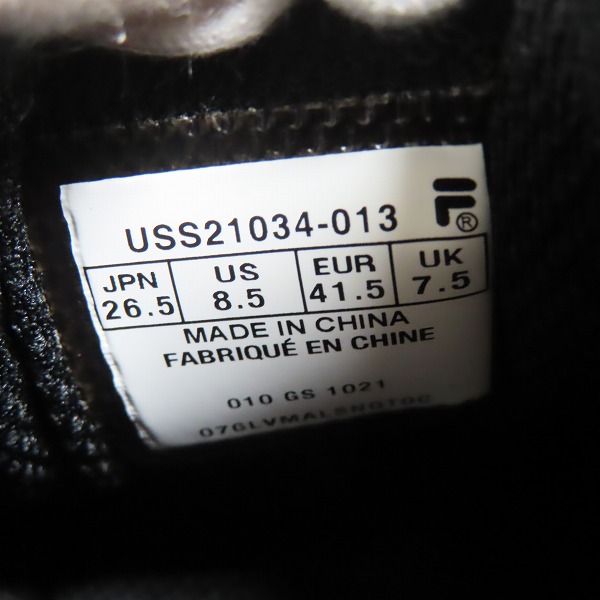 USS21034-013 F®
JPN US EUR UK
26.5 8.5 41.5 7.5
MADE IN CHINA
FABRIQUÉ EN CHINE
010 GS 1021